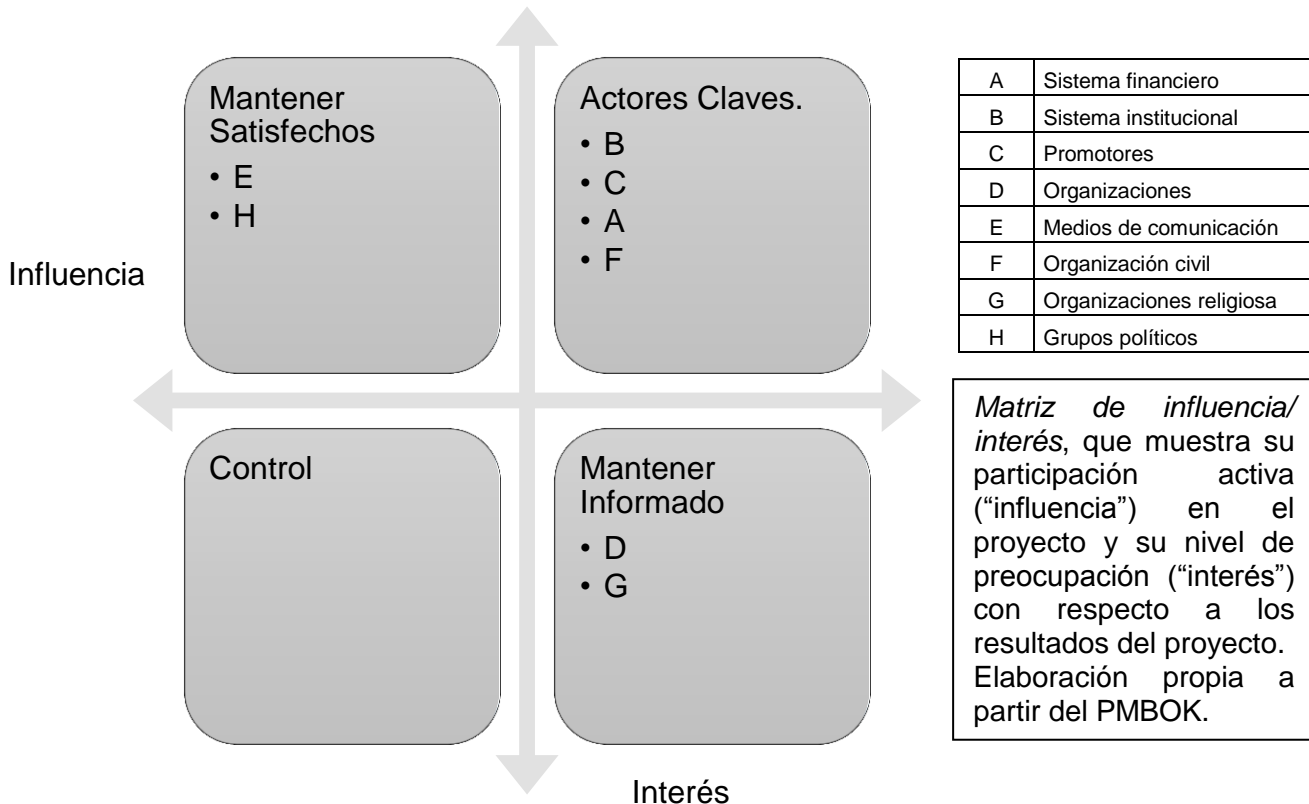 Mantener
Satisfechos
• E
• H
Actores Claves.
• B
• C
• A
• F
Influencia
Control
Mantener
Informado
• D
• G
Interés
A Sistema financiero
B Sistema institucional
C Promotores
D Organizaciones
E Medios de comunicación
F Organización civil
G Organizaciones religiosa
H Grupos políticos
Matriz de influencia/
interés, que muestra su
participación activa
(“influencia”) en el
proyecto y su nivel de
preocupación (“interés”)
con respecto a los
resultados del proyecto.
Elaboración propia a
partir del PMBOK.